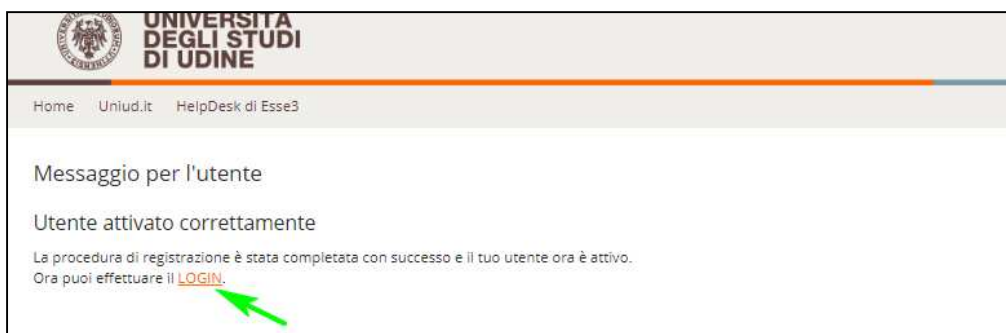 UNIVERSITÀ
DEGLI STUDI
DI UDINE
Home Uniud.it HelpDesk di Esse3
Messaggio per l'utente
Utente attivato correttamente
La procedura di registrazione è stata completata con successo e il tuo utente ora è attivo.
Ora puoi effettuare il LOGIN.